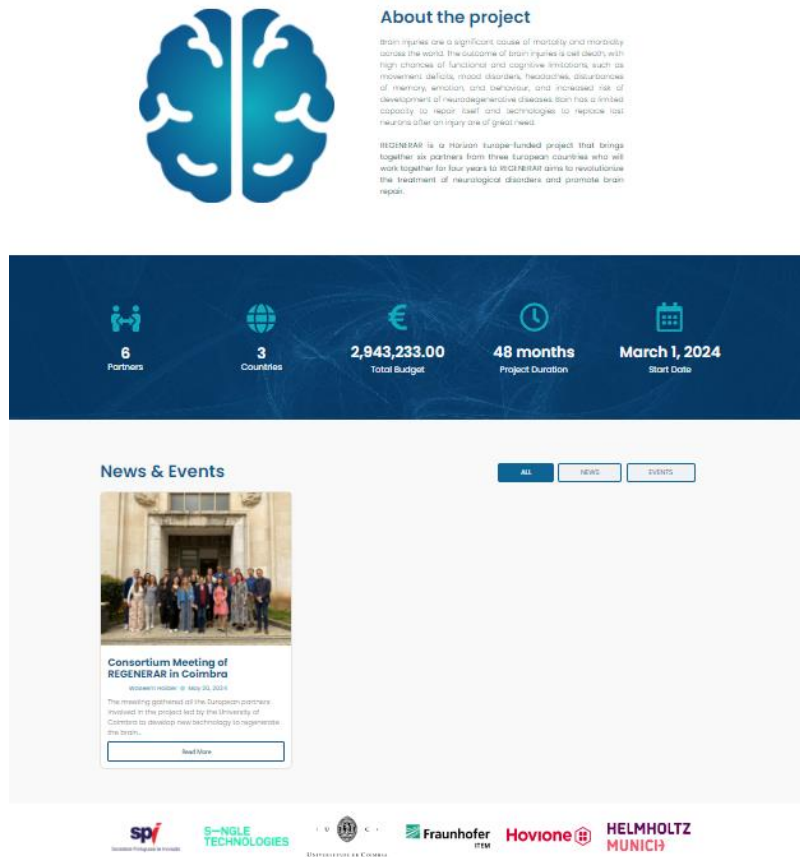 About the project
Brain injuries are a significant cause of mortality and morbidity
across the world. The outcome of brain injuries is cell death, with
high chances of functional and cognitive limitations, such as
movement deficits, mood disorders, headaches, disturbances
of memory, emotion, and behaviour, and increased risk of
development of neurodegenerative diseases. Brain has a limited
capacity to repair itself and technologies to replace lost
neurons after an injury are of great need.
REGENERAR is a Horizon Europe-funded project that brings
together six partners from three European countries who will
work together for four years to REGENERAR aims to revolutionize
the treatment of neurological disorders and promote brain
repair.
6
Partners
3
Countries
€
2,943,233.00
Total Budget
48 months
Project Duration
March 1, 2024
Start Date
News & Events
ALL
NEWS
EVENTS
Consortium Meeting of
REGENERAR in Coimbra
May 20, 2024
The meeting gathered all the European partners
involved in the project led by the University of
Coimbra to develop new technology to regenerate
the brain...
Read More
spi
S—NGLE
TECHNOLOGIES
· U C ·
UNIVERSIDADE DE COIMBRA
Fraunhofer
ITEM
Hovione
HELMHOLTZ
MUNICH